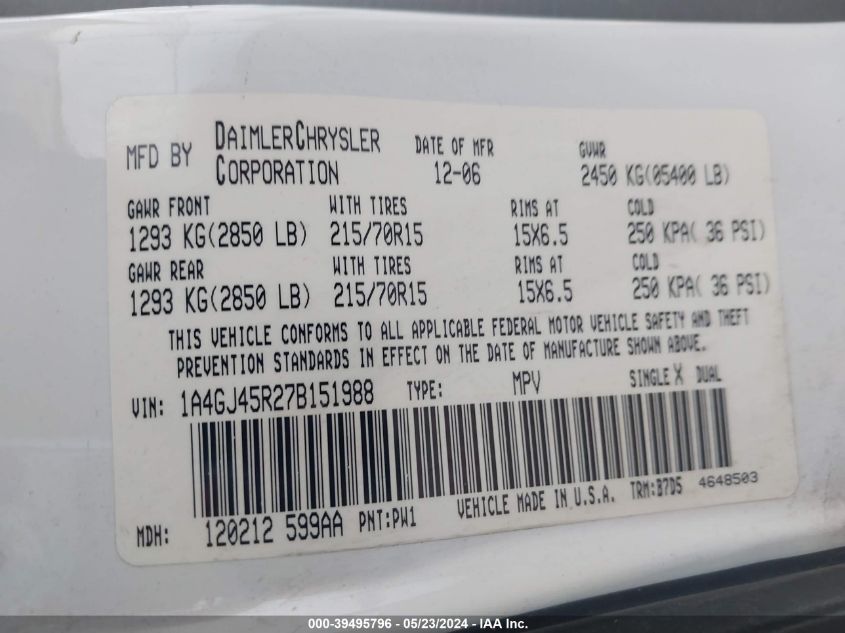 MFD BY DAIMLERCHRYSLER CORPORATION DATE OF MFR 12-06 GVWR 2450 KG(05400 LB)
GAWR FRONT WITH TIRES RIMS AT COLD
1293 KG(2850 LB) 215/70R15 15X6.5 250 KPA( 36 PSI)
GAWR REAR WITH TIRES RIMS AT COLD
1293 KG(2850 LB) 215/70R15 15X6.5 250 KPA( 36 PSI)
THIS VEHICLE CONFORMS TO ALL APPLICABLE FEDERAL MOTOR VEHICLE SAFETY AND THEFT
PREVENTION STANDARDS IN EFFECT ON THE DATE OF MANUFACTURE SHOWN ABOVE.
VIN: 1A4GJ45R27B151988 TYPE: MPV SINGLE X DUAL
MDH: 120212 599AA PNT:PW1 VEHICLE MADE IN U.S.A. TRM:B7D5 4648503
000-39495796 - 05/23/2024 - IAA Inc.